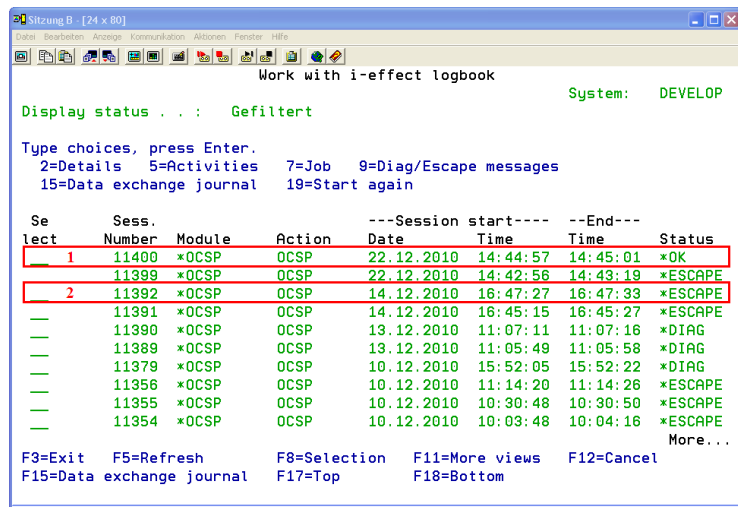 Sitzung B - [24 x 80]
Datei Bearbeiten Anzeige Kommunikation Aktionen Fenster Hilfe
Work with i-effect logbook
System: DEVELOP
Display status . . : Gefiltert
Type choices, press Enter.
2=Details 5=Activities 7=Job 9=Diag/Escape messages
15=Data exchange journal 19=Start again
Se Sess. ---Session start---- --End---
lect Number Module Action Date Time Time Status
__ 1 11400 *OCSP OCSP 22.12.2010 14:44:57 14:45:01 *OK
11399 *OCSP OCSP 22.12.2010 14:42:56 14:43:19 *ESCAPE
__ 2 11392 *OCSP OCSP 14.12.2010 16:47:27 16:47:33 *ESCAPE
__ 11391 *OCSP OCSP 14.12.2010 16:45:15 16:45:27 *ESCAPE
__ 11390 *OCSP OCSP 13.12.2010 11:07:11 11:07:16 *DIAG
__ 11389 *OCSP OCSP 13.12.2010 11:05:49 11:05:58 *DIAG
__ 11379 *OCSP OCSP 10.12.2010 15:52:05 15:52:22 *DIAG
__ 11356 *OCSP OCSP 10.12.2010 11:14:20 11:14:26 *ESCAPE
__ 11355 *OCSP OCSP 10.12.2010 10:30:48 10:30:50 *ESCAPE
__ 11354 *OCSP OCSP 10.12.2010 10:03:48 10:04:16 *ESCAPE
More...
F3=Exit F5=Refresh F8=Selection F11=More views F12=Cancel
F15=Data exchange journal F17=Top F18=Bottom